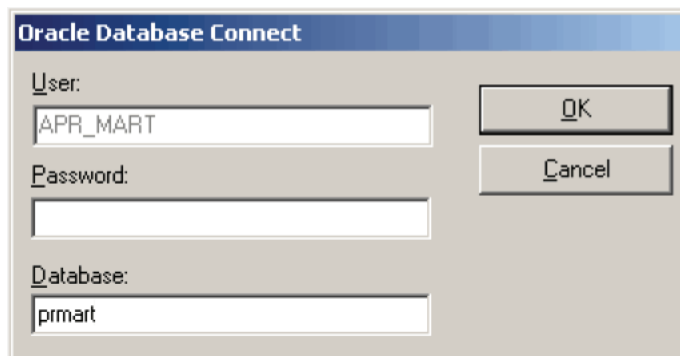 Oracle Database Connect
User:
APR_MART
OK
Password:
Cancel
Database:
prmart